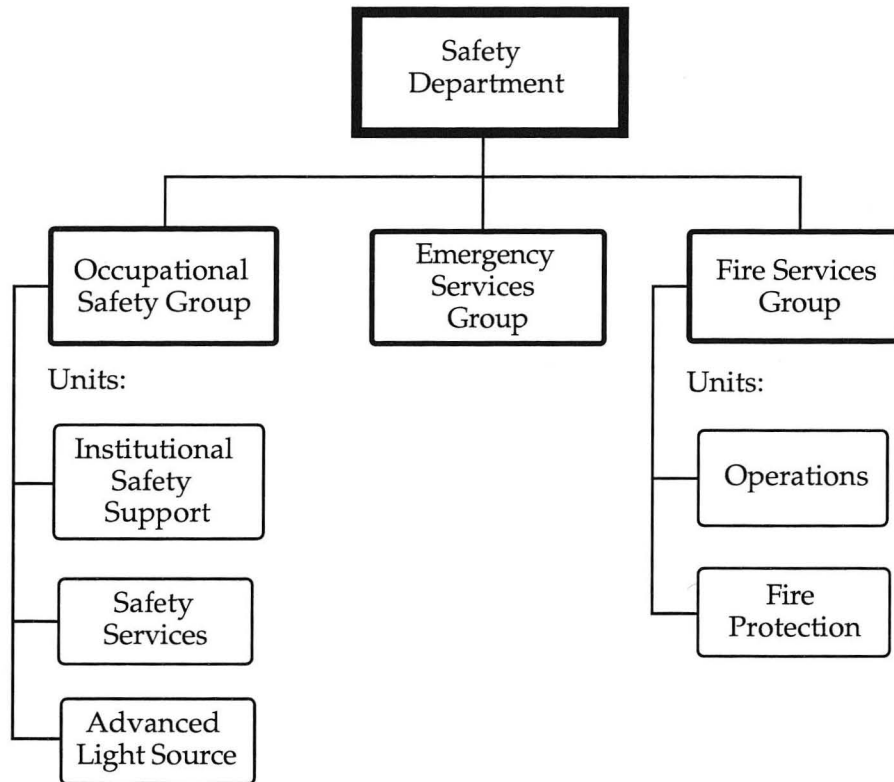 Safety
Department
Occupational
Safety Group
Emergency
Services
Group
Fire Services
Group
Units:
Institutional
Safety
Support
Safety
Services
Advanced
Light Source
Units:
Operations
Fire
Protection